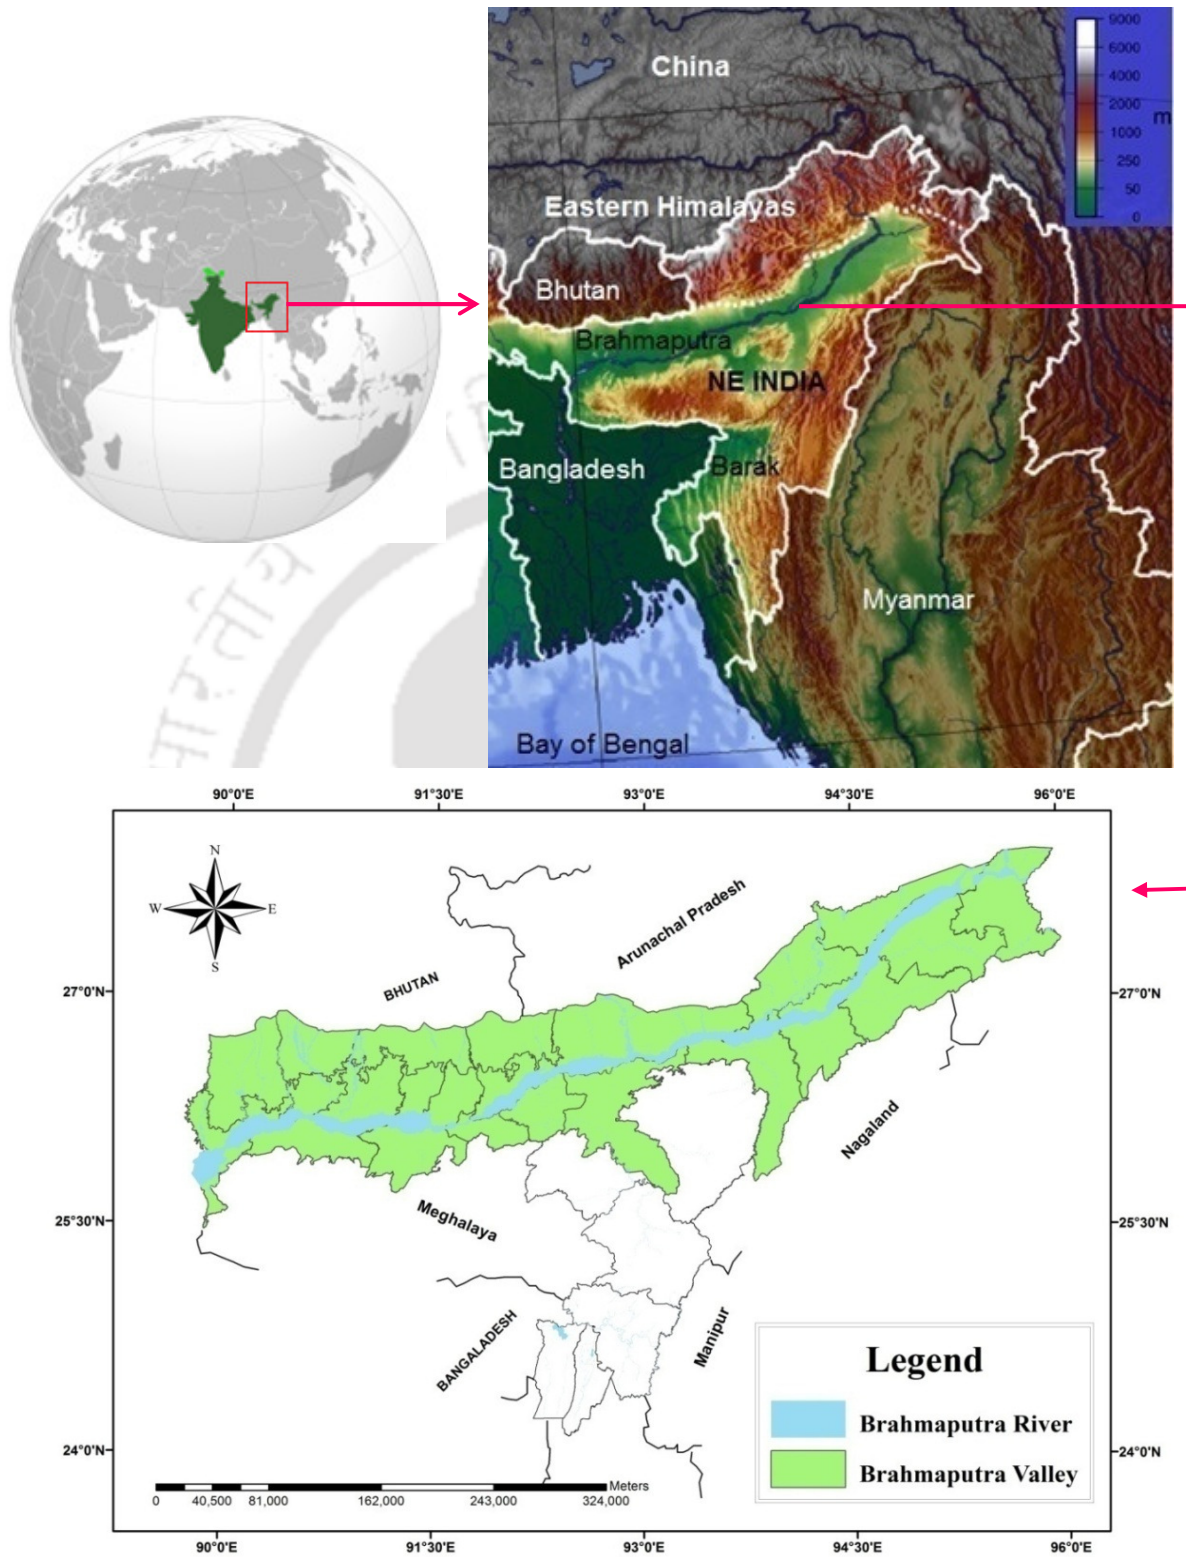 China
9000
6000
4000
2000
1000
250
50
0
m
Eastern Himalayas
Bhutan
Brahmaputra
NE INDIA
Bangladesh
Barak
Myanmar
Bay of Bengal
भारतीय
90°0'E
91°30'E
93°0'E
94°30'E
96°0'E
N
W
E
S
Arunachal Pradesh
BHUTAN
27°0'N
27°0'N
Nagaland
Meghalaya
25°30'N
25°30'N
BANGALADESH
Manipur
Legend
Brahmaputra River
Brahmaputra Valley
24°0'N
24°0'N
Meters
0
40,500
81,000
162,000
243,000
324,000
90°0'E
91°30'E
93°0'E
94°30'E
96°0'E